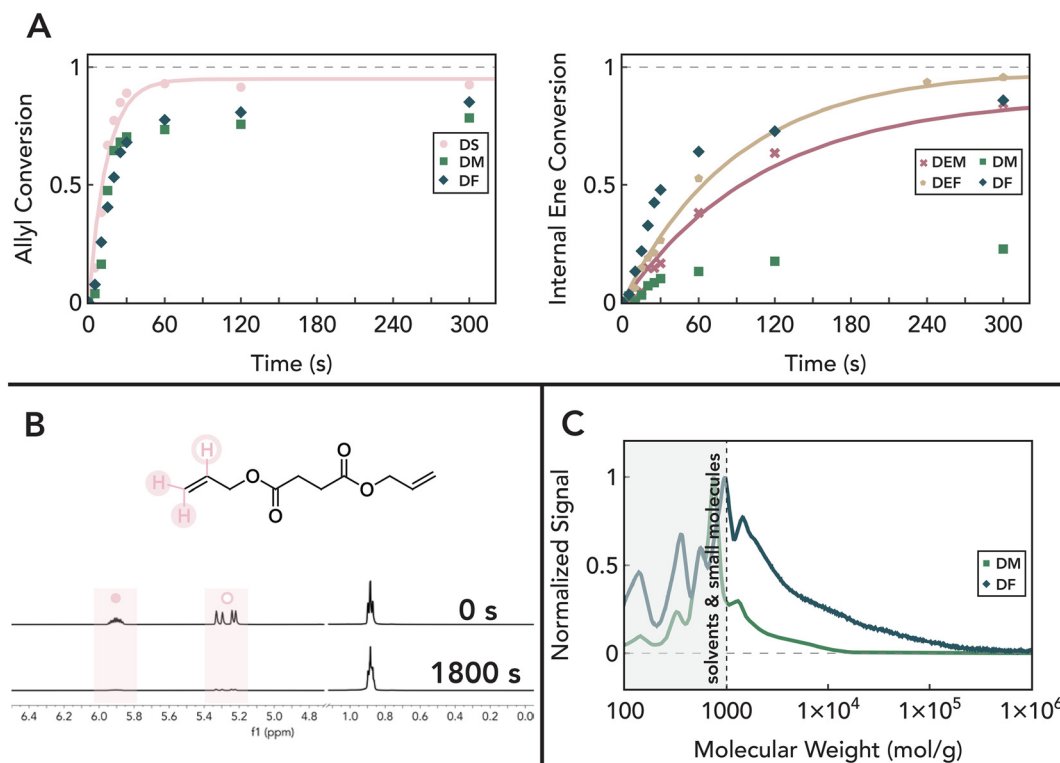 A
1
0.5
0
Allyl Conversion
DS
DM
DF
0 60 120 180 240 300
Time (s)
1
0.5
0
Internal Ene Conversion
DEM DM
DEF DF
0 60 120 180 240 300
Time (s)
B
H
H
H
O
O
O
O
0 s
1800 s
6.4 6.2 6.0 5.8 5.6 5.4 5.2 5.0 4.8 1.0 0.8 0.6 0.4 0.2 0.0
f1 (ppm)
C
1
0.5
0
Normalized Signal
solvents & small molecules
DM
DF
100 1000 1×10⁴ 1×10⁵ 1×10⁶
Molecular Weight (mol/g)